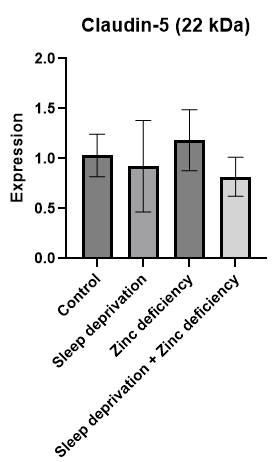 Claudin-5 (22 kDa)
Expression
2.0
1.5
1.0
0.5
0.0
Control
Sleep deprivation
Zinc deficiency
Sleep deprivation + Zinc deficiency